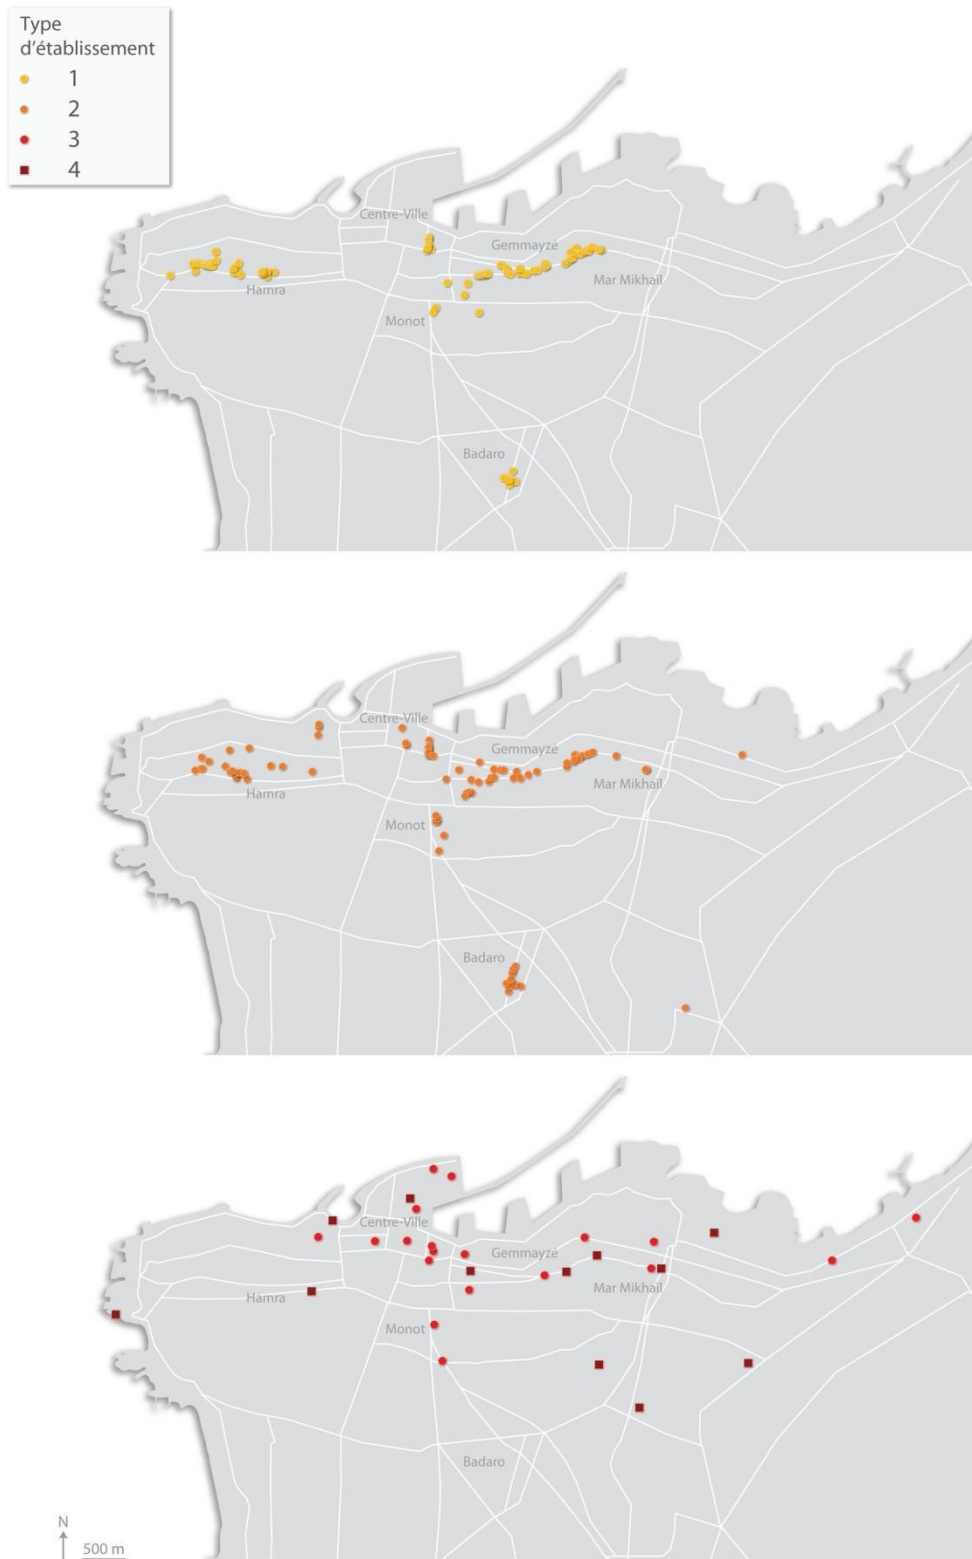 Type
d'établissement
1
2
3
4
Centre-Ville
Gemmayzé
Mar Mikhaïl
Hamra
Monot
Badaro
Centre-Ville
Gemmayzé
Mar Mikhaïl
Hamra
Monot
Badaro
Centre-Ville
Gemmayzé
Mar Mikhaïl
Hamra
Monot
Badaro
N
500 m